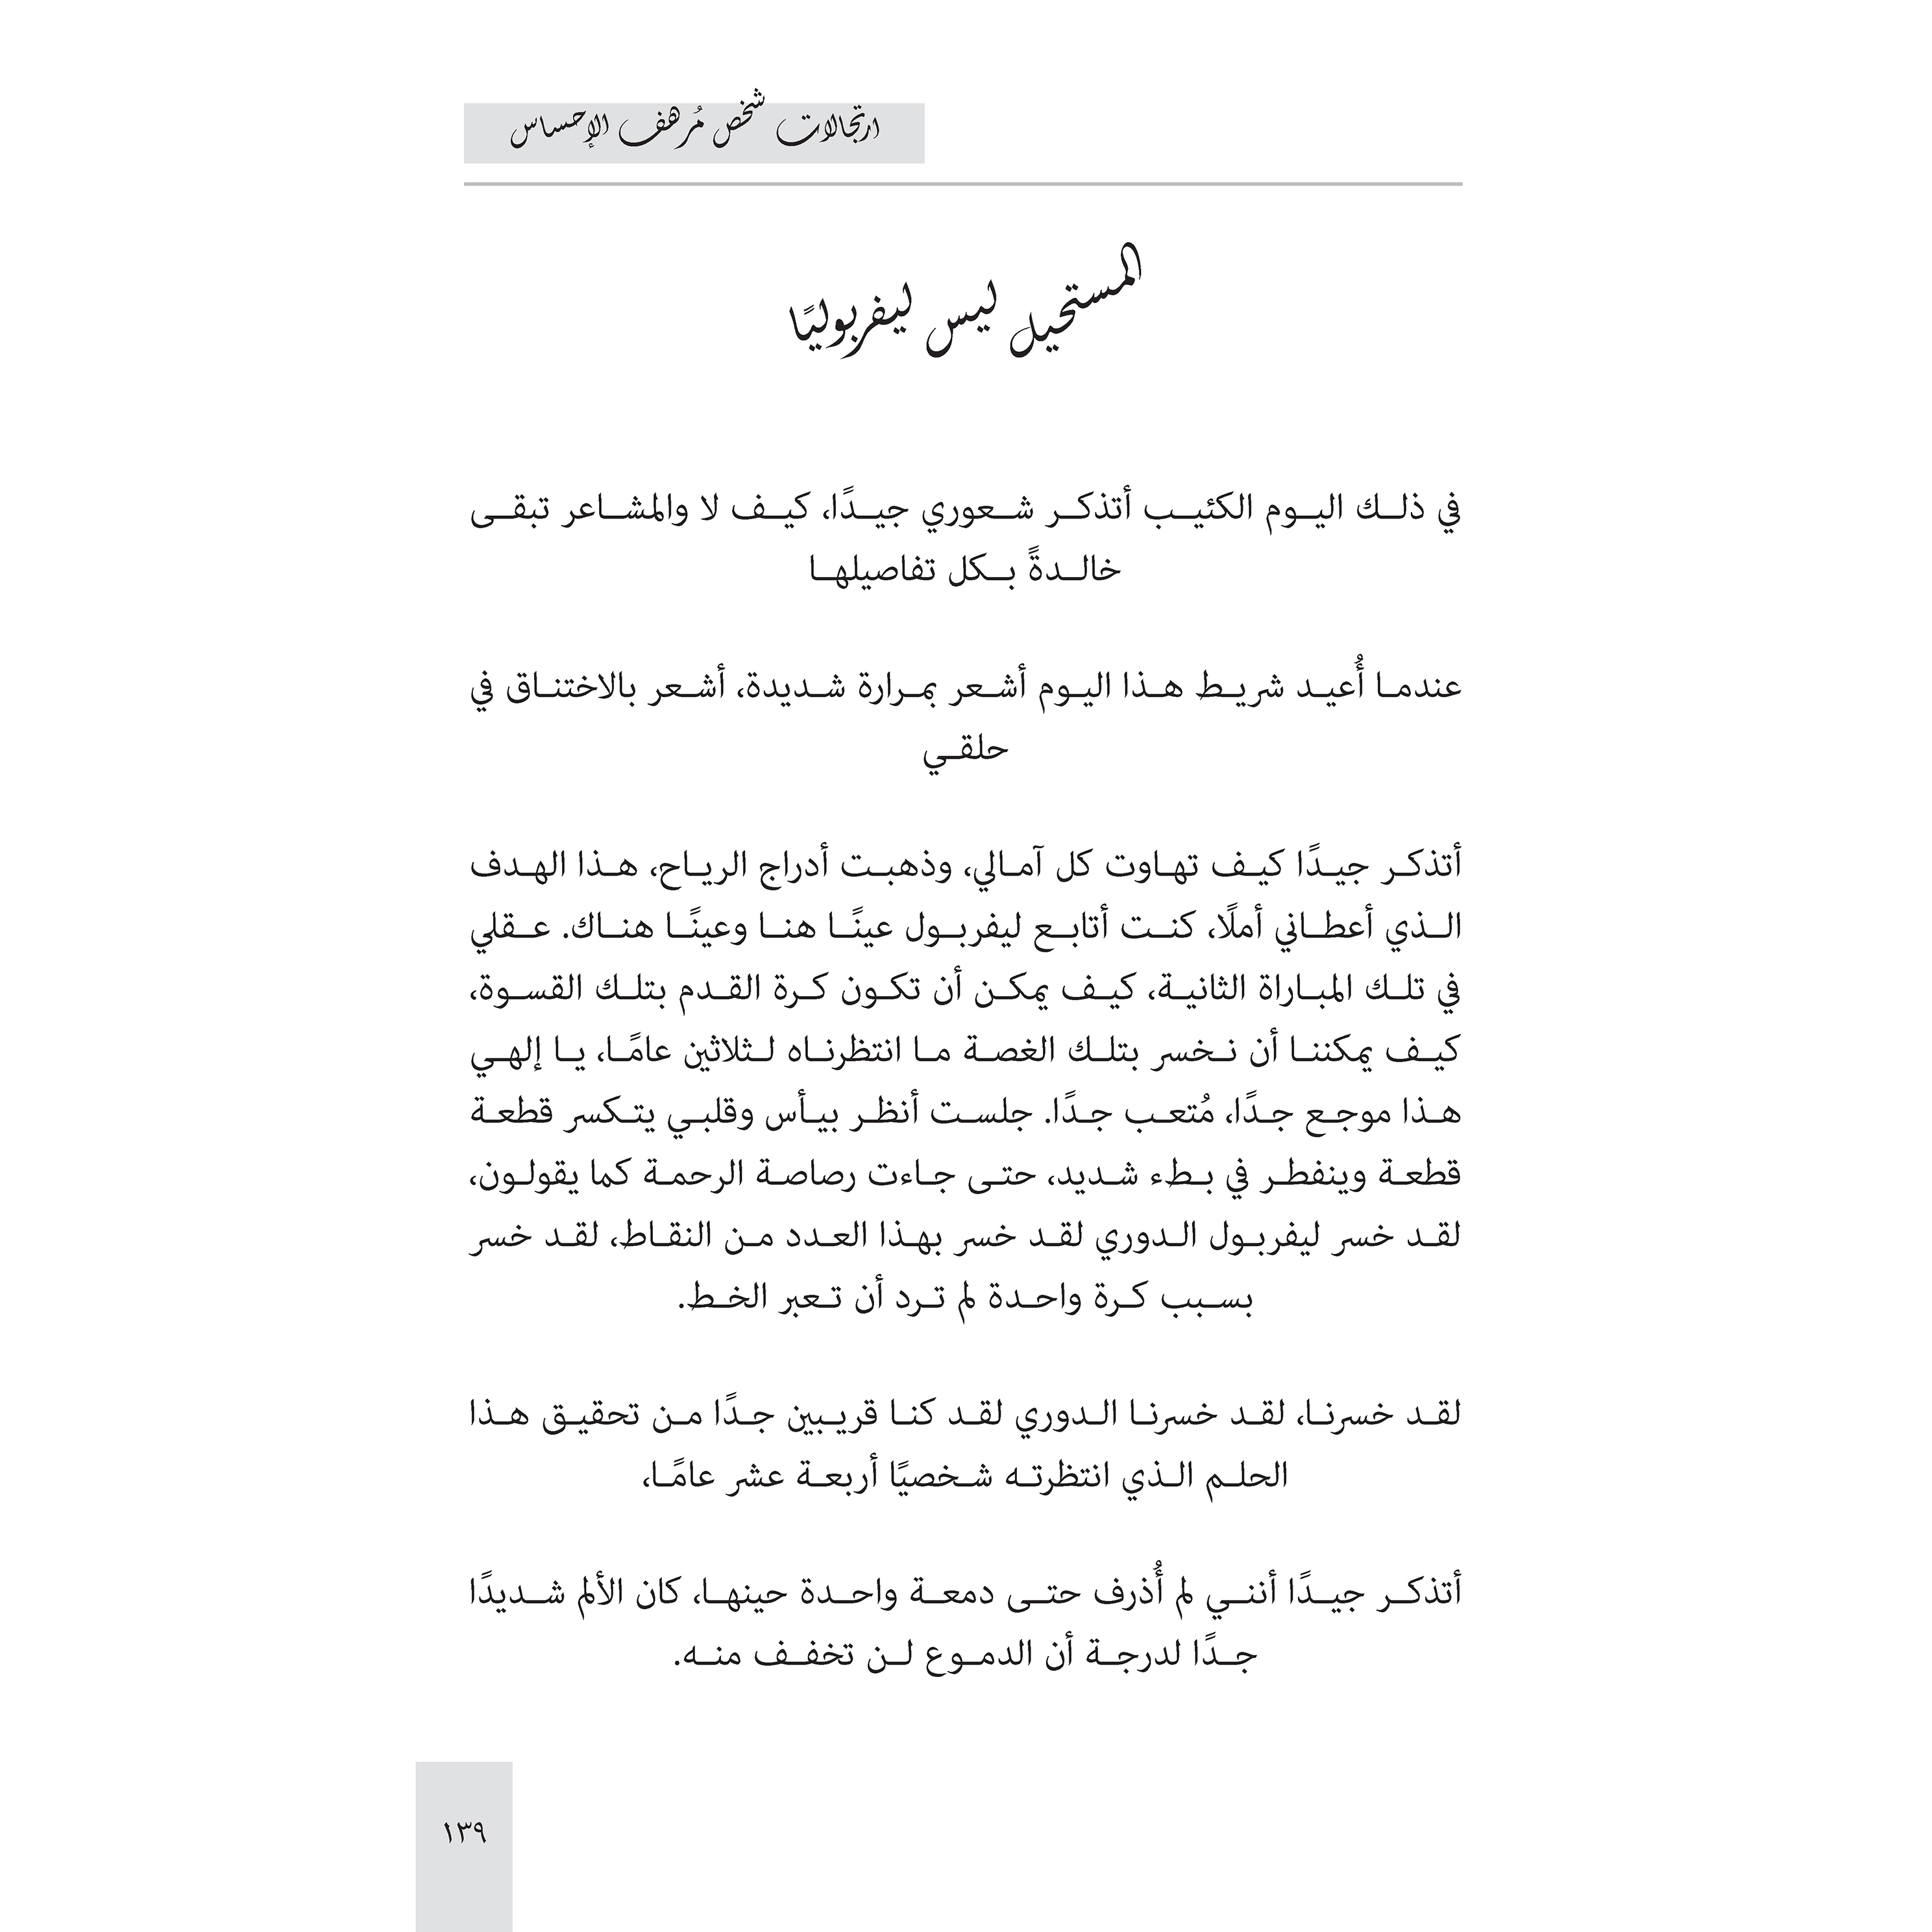 ارتجالات شخص مُرهف الإحساس
المستحيل ليس ليفربوليًا
في ذلك اليوم الكئيب أتذكر شعوري جيدًا، كيف لا والمشاعر تبقى
خالدةً بكل تفاصيلها
عندما أُعيد شريط هذا اليوم أشعر بمرارة شديدة، أشعر بالاختناق في
حلقي
أتذكر جيدًا كيف تهاوت كل آمالي، وذهبت أدراج الرياح، هذا الهدف
الذي أعطاني أملًا، كنت أتابع ليفربول عينًا هنا وعينًا هناك. عقلي
في تلك المباراة الثانية، كيف يمكن أن تكون كرة القدم بتلك القسوة،
كيف يمكننا أن نخسر بتلك الغصة ما انتظرناه لثلاثين عامًا، يا إلهي
هذا موجع جدًا، مُتعب جدًا. جلست أنظر بيأس وقلبي يتكسر قطعة
قطعة وينفطر في بطء شديد، حتى جاءت رصاصة الرحمة كما يقولون،
لقد خسر ليفربول الدوري لقد خسر بهذا العدد من النقاط، لقد خسر
بسبب كرة واحدة لم ترد أن تعبر الخط.
لقد خسرنا، لقد خسرنا الدوري لقد كنا قريبين جدًا من تحقيق هذا
الحلم الذي انتظرته شخصيًا أربعة عشر عامًا،
أتذكر جيدًا أنني لم أُذرف حتى دمعة واحدة حينها، كان الألم شديدًا
جدًا لدرجة أن الدموع لن تخفف منه.
١٣٩